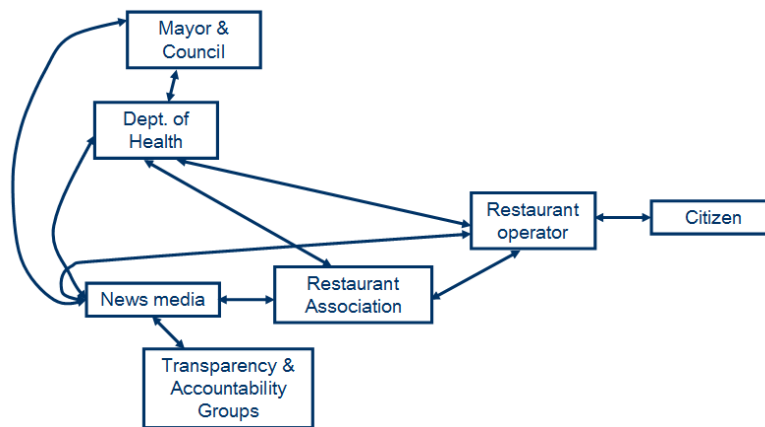 Mayor &
Council
Dept. of
Health
Restaurant
operator
Citizen
News media
Restaurant
Association
Transparency &
Accountability
Groups